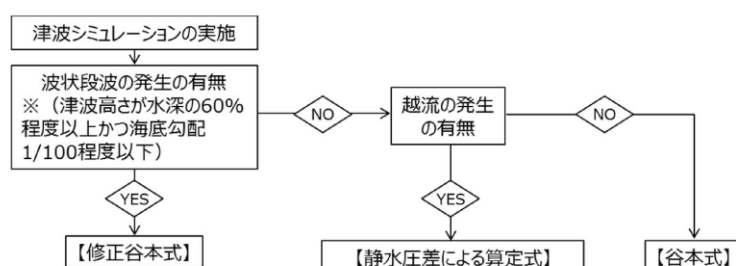 津波シミュレーションの実施
波状段波の発生の有無
※（津波高さが水深の60%
程度以上かつ海底勾配
1/100程度以下）
NO
越流の発生
の有無
NO
YES
YES
【修正谷本式】
【静水圧差による算定式】
【谷本式】